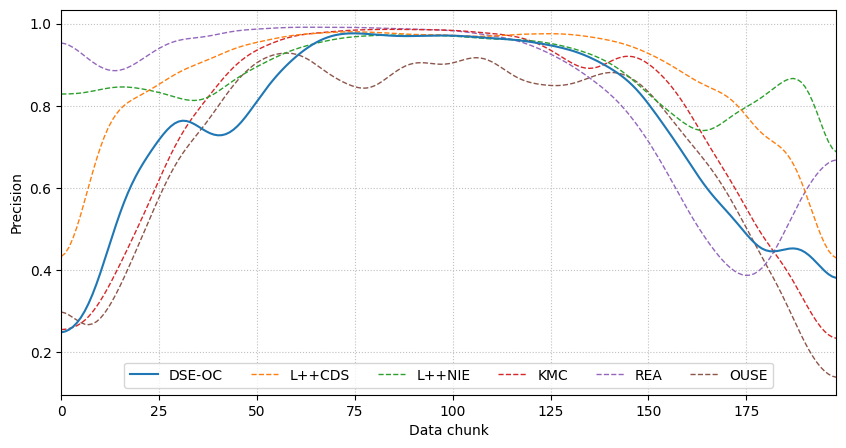 1.0
0.8
0.6
0.4
0.2
Precision
DSE-OC L++CDS L++NIE KMC REA OUSE
0 25 50 75 100 125 150 175
Data chunk